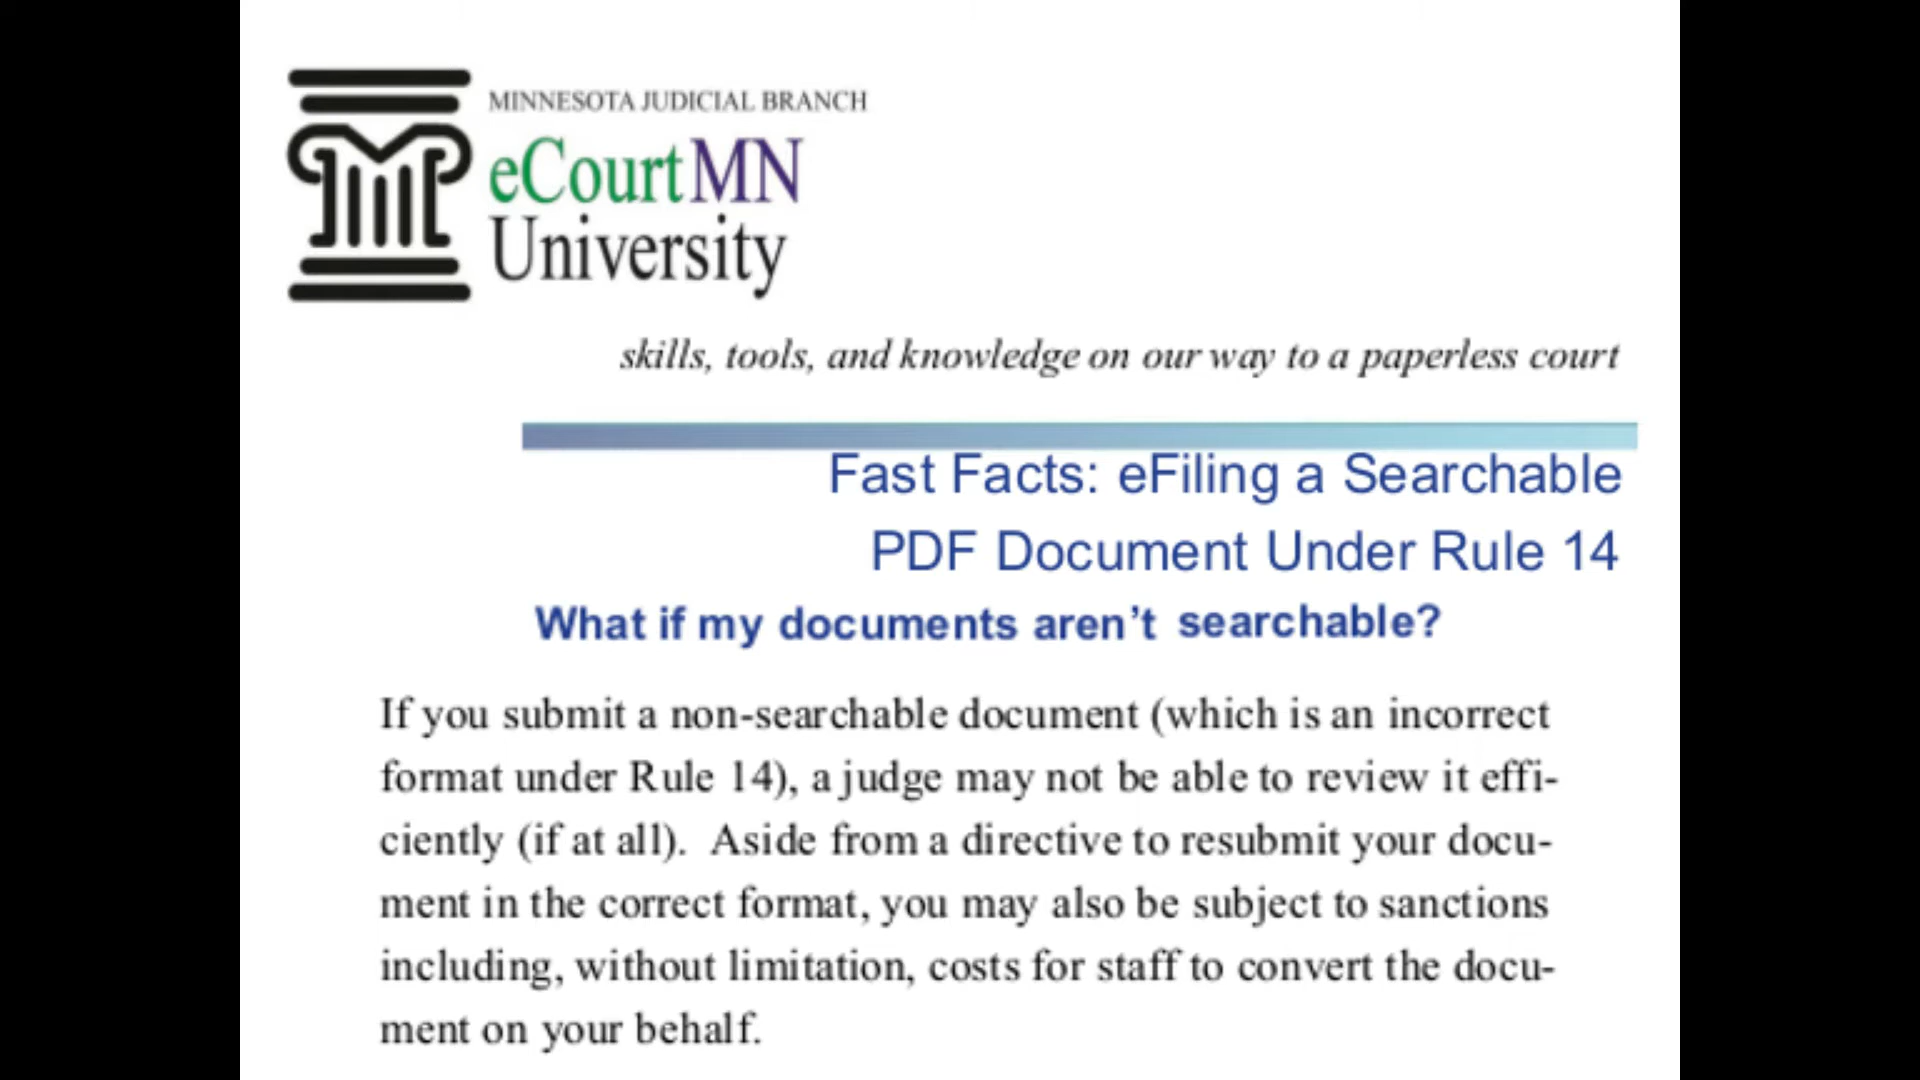 MINNESOTA JUDICIAL BRANCH
eCourtMN
University
skills, tools, and knowledge on our way to a paperless court
Fast Facts: eFiling a Searchable
PDF Document Under Rule 14
What if my documents aren’t searchable?
If you submit a non-searchable document (which is an incorrect
format under Rule 14), a judge may not be able to review it effi-
ciently (if at all).  Aside from a directive to resubmit your docu-
ment in the correct format, you may also be subject to sanctions
including, without limitation, costs for staff to convert the docu-
ment on your behalf.